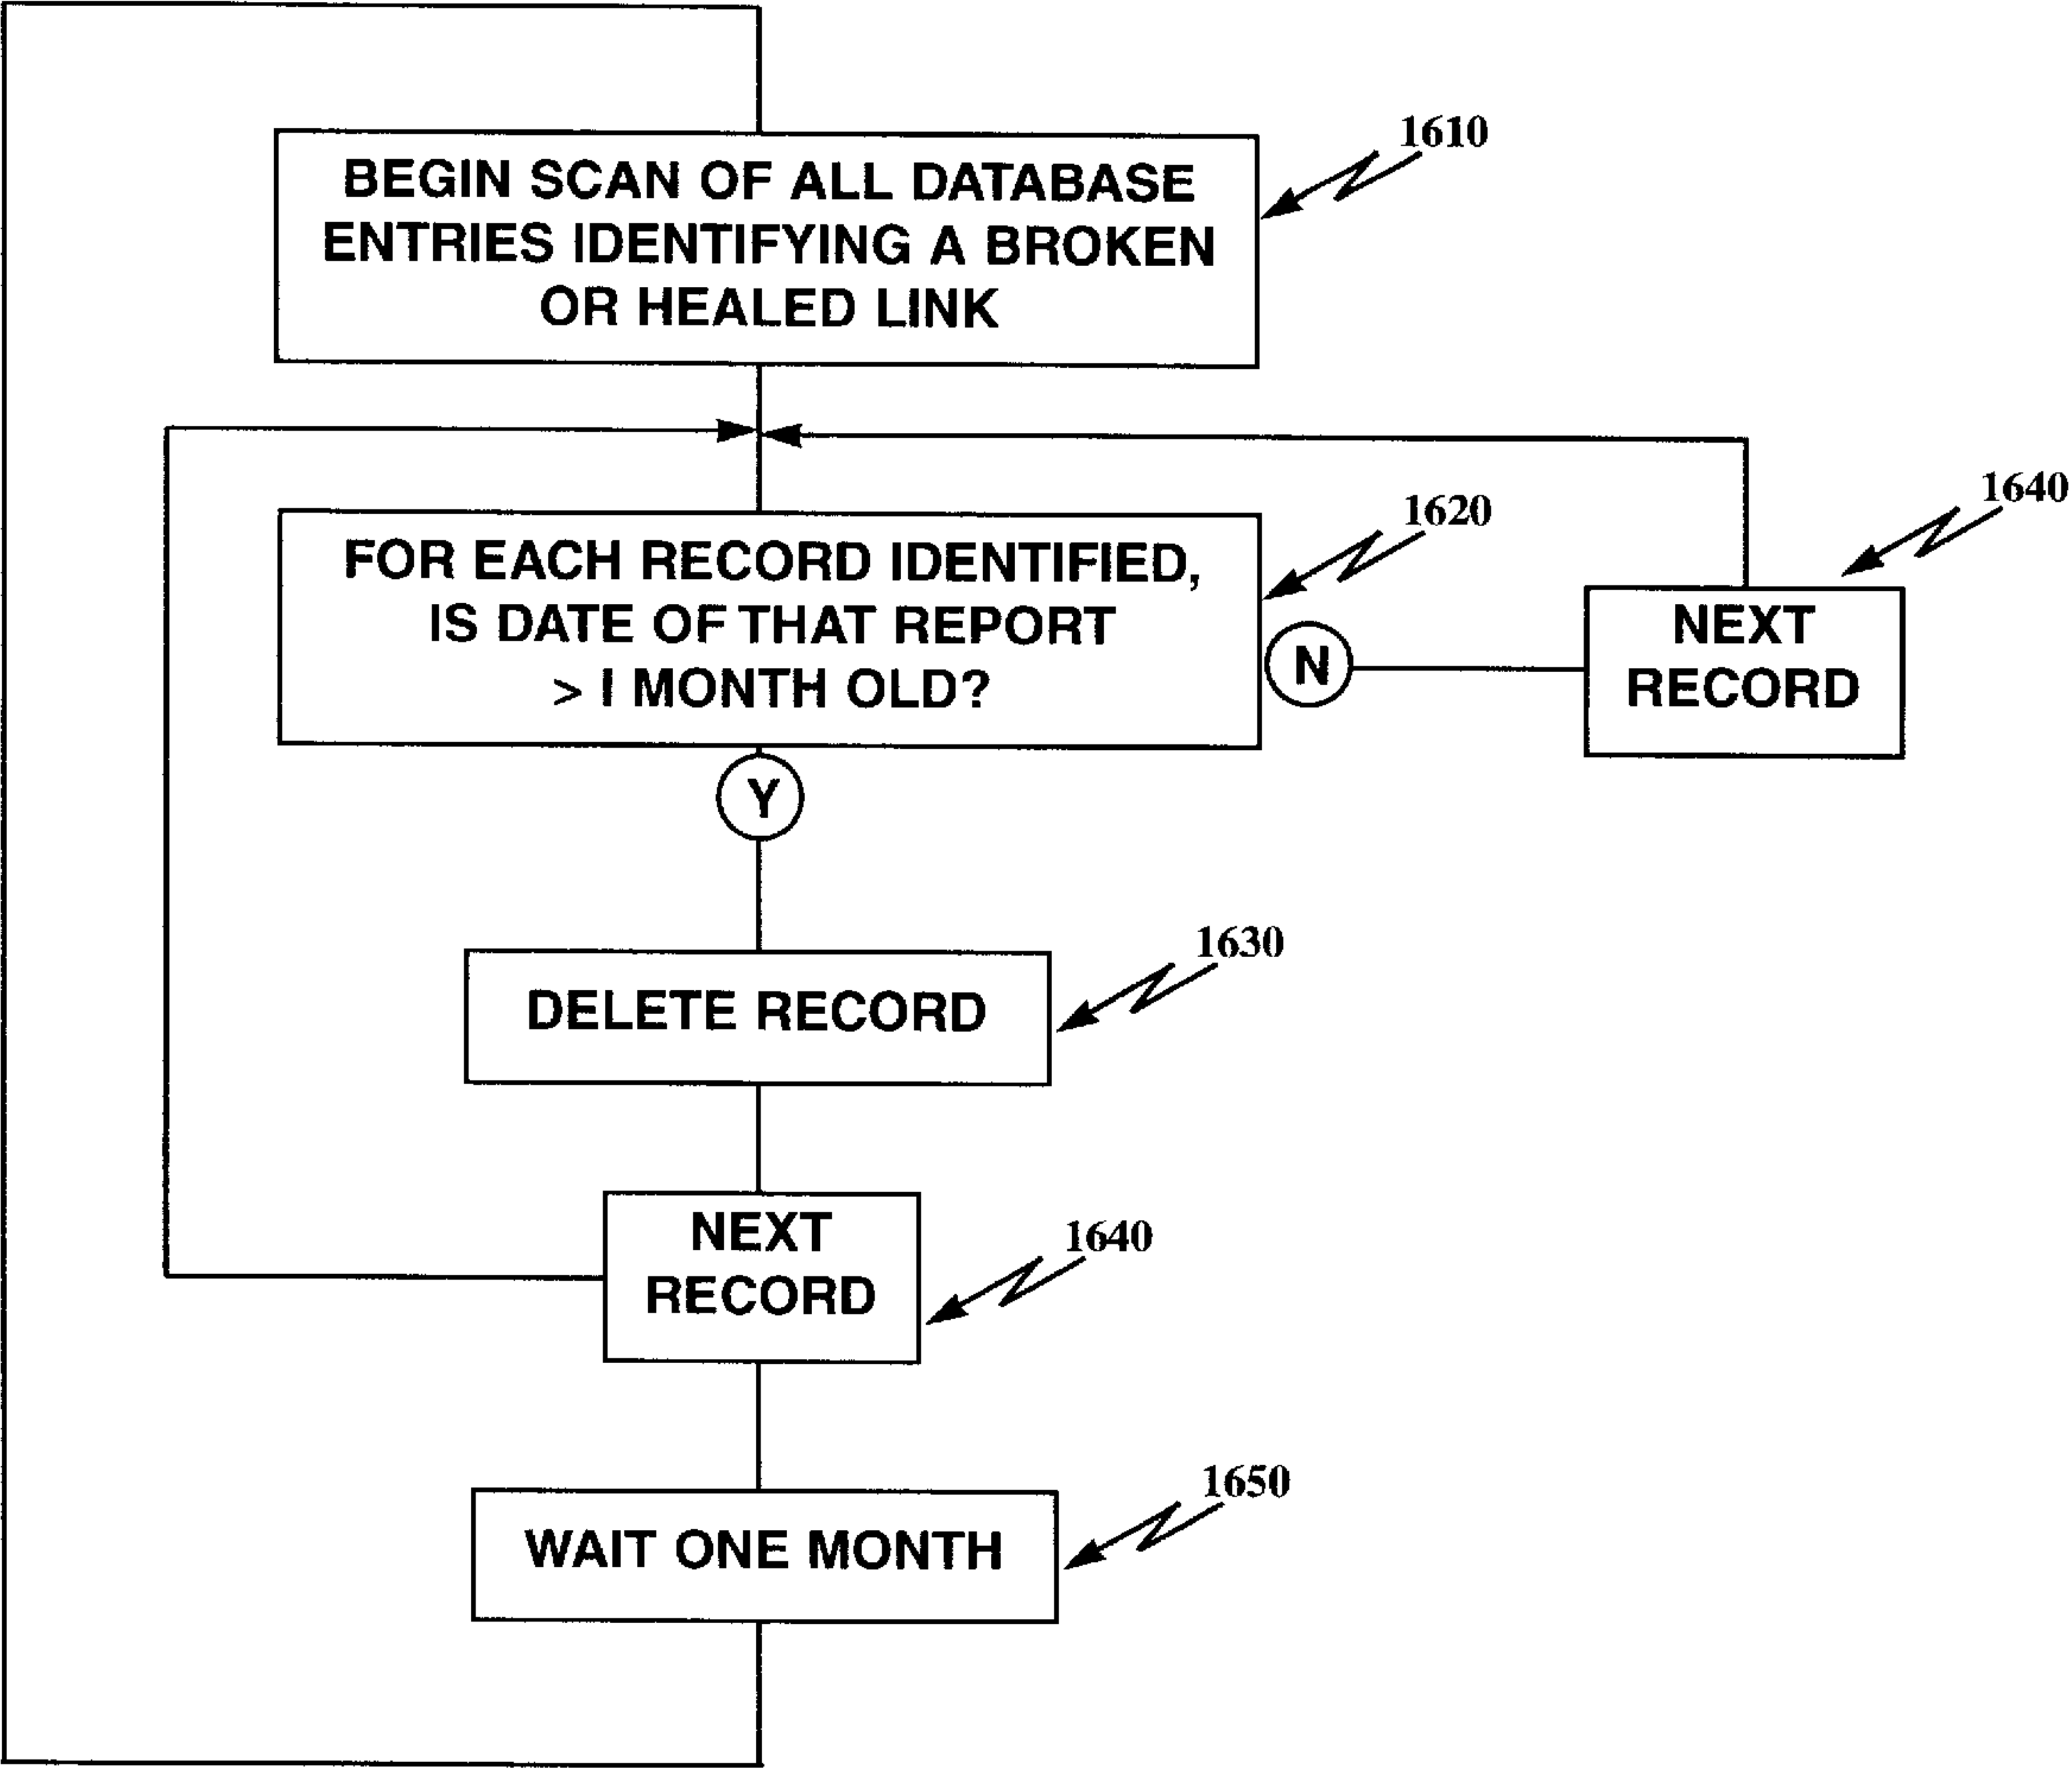 1610
BEGIN SCAN OF ALL DATABASE
ENTRIES IDENTIFYING A BROKEN
OR HEALED LINK
1620
FOR EACH RECORD IDENTIFIED,
IS DATE OF THAT REPORT
> I MONTH OLD?
N
1640
NEXT
RECORD
Y
1630
DELETE RECORD
NEXT
RECORD
1640
1650
WAIT ONE MONTH